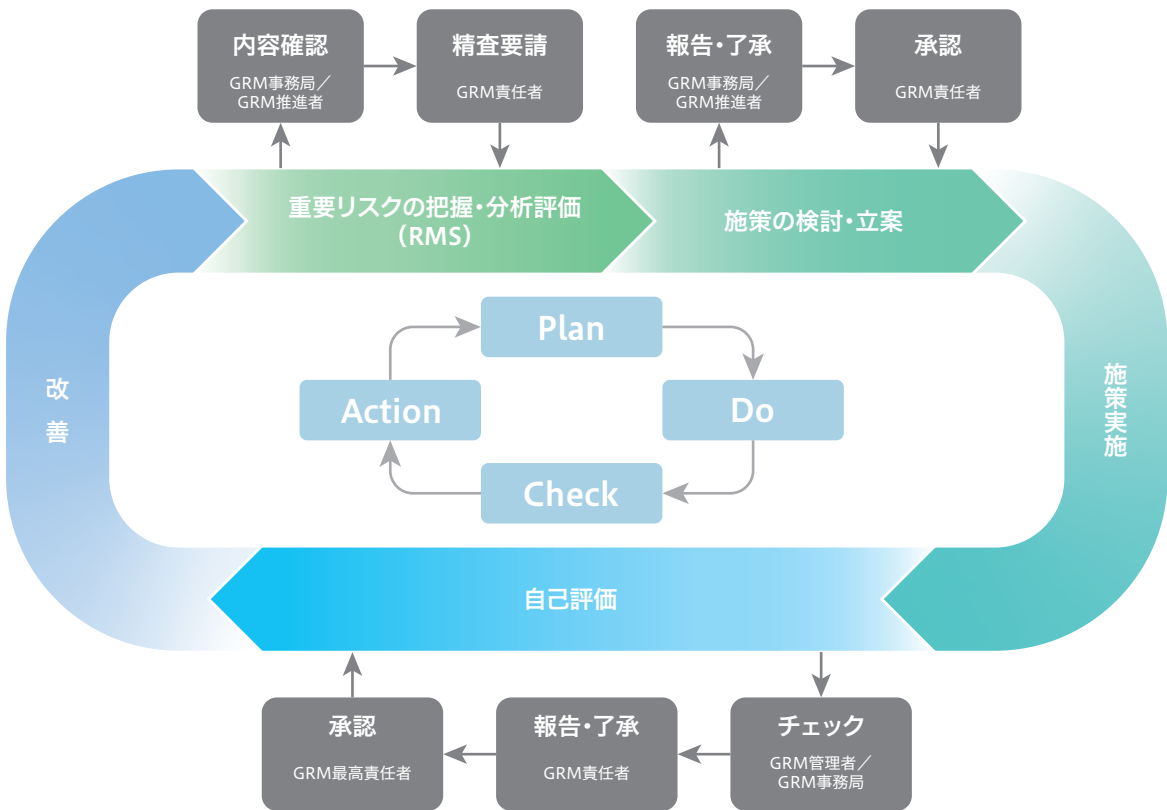 内容確認
GRM事務局／
GRM推進者
精査要請
GRM責任者
報告・了承
GRM事務局／
GRM推進者
承認
GRM責任者
重要リスクの把握・分析評価
（RMS）
施策の検討・立案
改善
施策実施
Plan
Do
Check
Action
自己評価
承認
GRM最高責任者
報告・了承
GRM責任者
チェック
GRM管理者／
GRM事務局